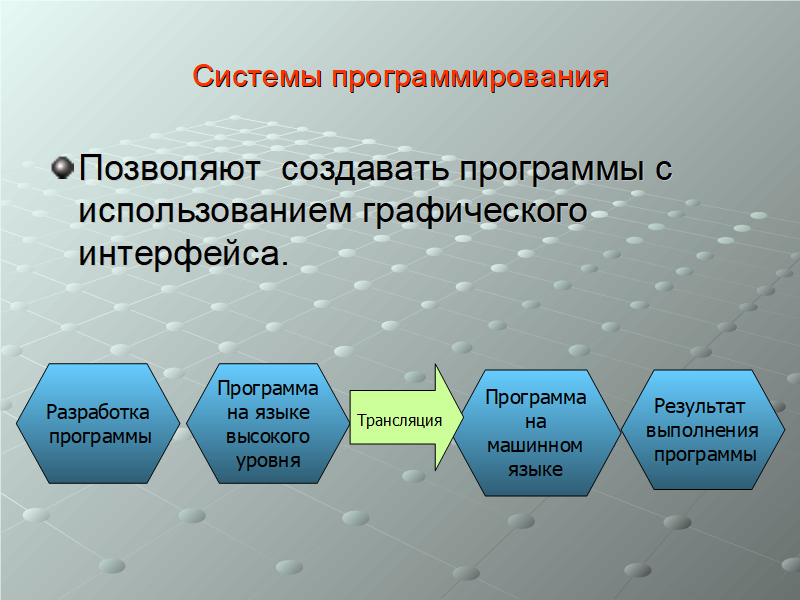 Системы программирования
Позволяют создавать программы с
использованием графического
интерфейса.
Разработка
программы
Программа
на языке
высокого
уровня
Трансляция
Программа
на
машинном
языке
Результат
выполнения
программы